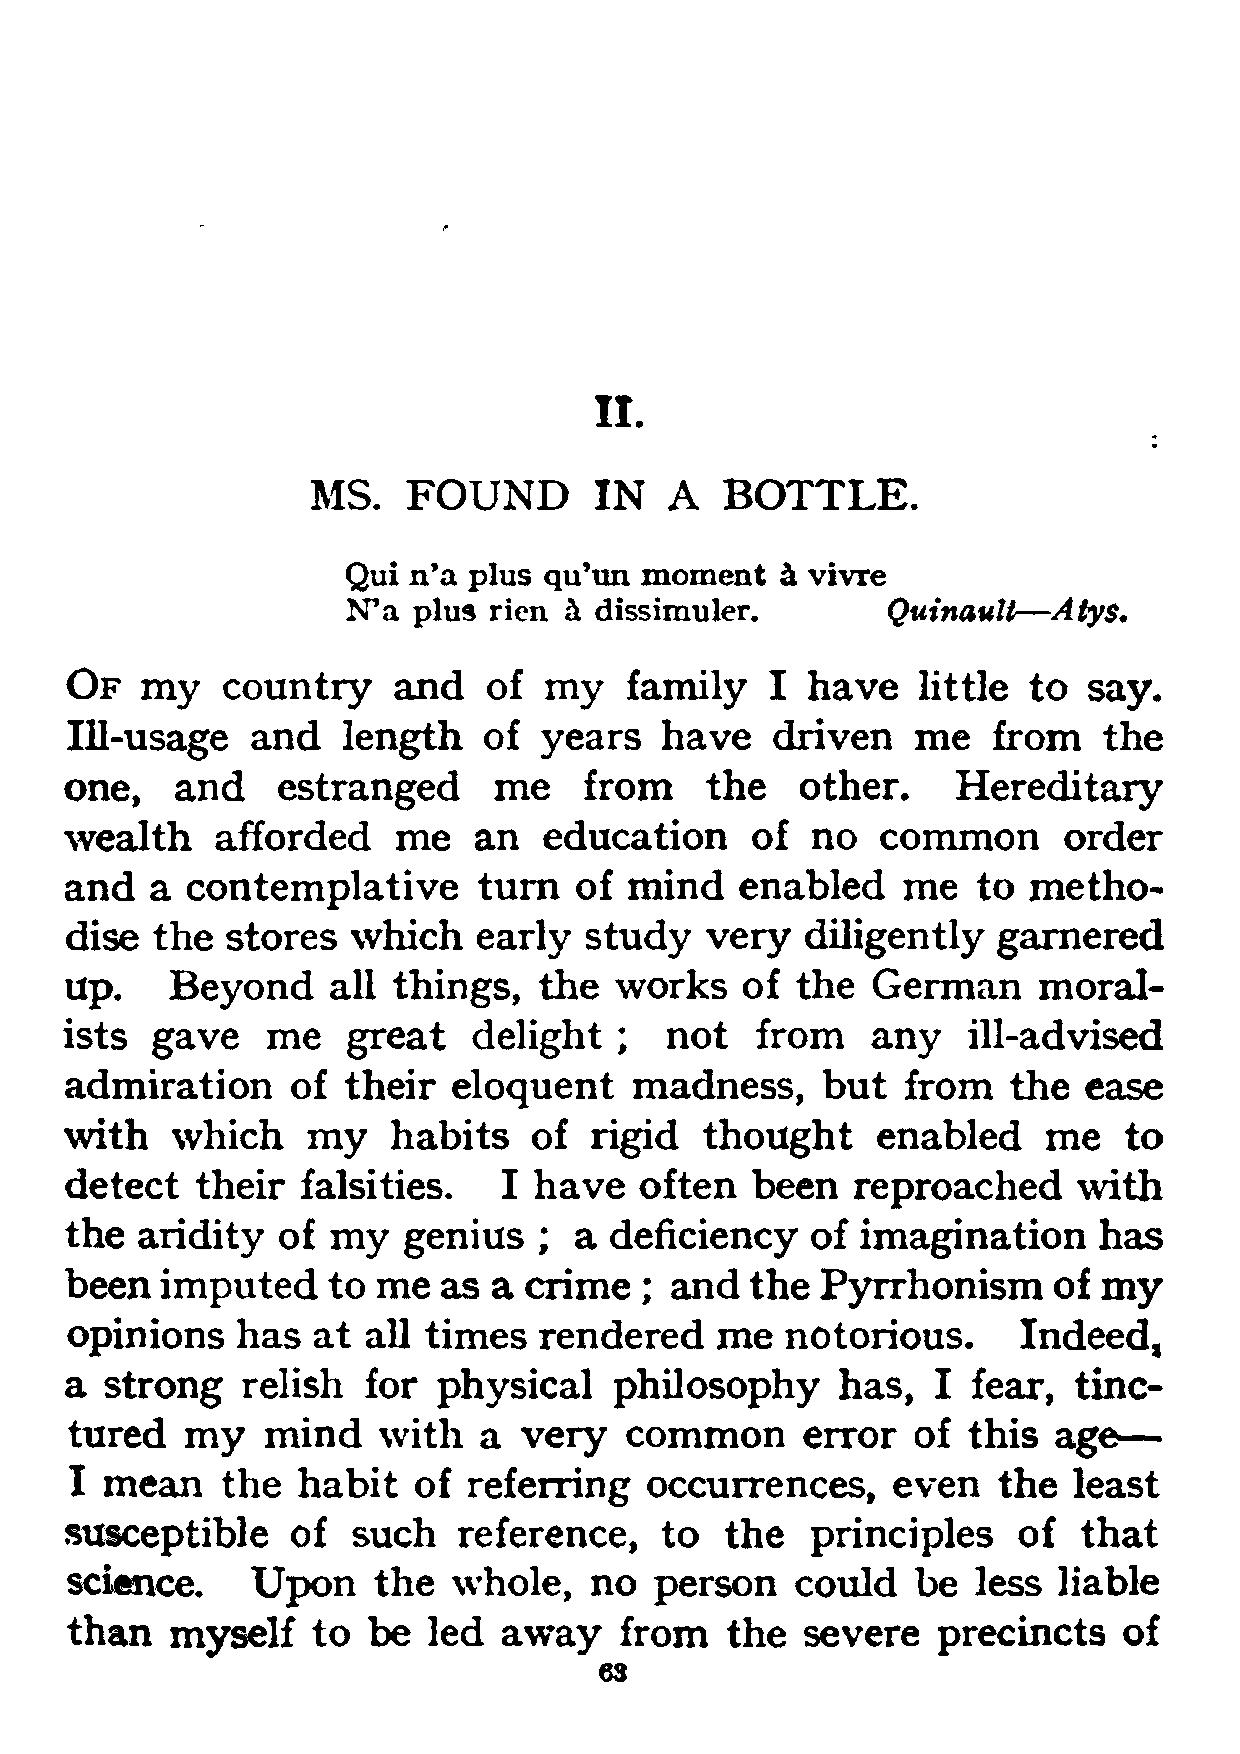 II.
MS. FOUND IN A BOTTLE.
Qui n’a plus qu’un moment à vivre
N’a plus rien à dissimuler. Quinault—Atys.
OF my country and of my family I have little to say.
Ill-usage and length of years have driven me from the
one, and estranged me from the other. Hereditary
wealth afforded me an education of no common order
and a contemplative turn of mind enabled me to metho-
dise the stores which early study very diligently garnered
up. Beyond all things, the works of the German moral-
ists gave me great delight ; not from any ill-advised
admiration of their eloquent madness, but from the ease
with which my habits of rigid thought enabled me to
detect their falsities. I have often been reproached with
the aridity of my genius ; a deficiency of imagination has
been imputed to me as a crime ; and the Pyrrhonism of my
opinions has at all times rendered me notorious. Indeed,
a strong relish for physical philosophy has, I fear, tinc-
tured my mind with a very common error of this age—
I mean the habit of referring occurrences, even the least
susceptible of such reference, to the principles of that
science. Upon the whole, no person could be less liable
than myself to be led away from the severe precincts of
63